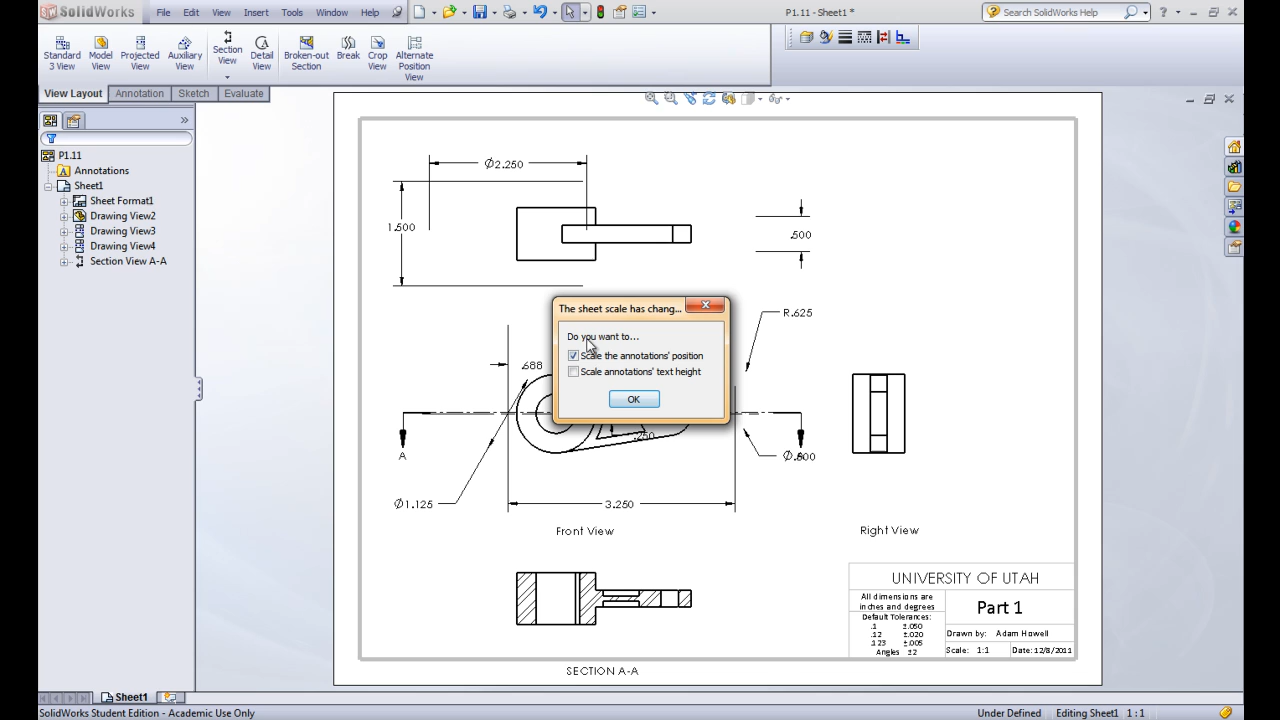 SolidWorks File Edit View Insert Tools Window Help P1.11 - Sheet1 * Search SolidWorks Help
Standard 3 View
Model View
Projected View
Auxiliary View
Section View
Detail View
Broken-out Section
Break
Crop View
Alternate Position View
View Layout Annotation Sketch Evaluate
P1.11
Annotations
Sheet1
Sheet Format1
Drawing View2
Drawing View3
Drawing View4
Section View A-A
Ø2.250
1.500
.500
R.625
The sheet scale has chang...
Do you want to...
Scale the annotations' position
Scale annotations' text height
OK
.688
.250
A
Ø1.125
3.250
Front View
Right View
SECTION A-A
UNIVERSITY OF UTAH
All dimensions are
inches and degrees
Default Tolerances:
.1 ±.050
.12 ±.020
.123 ±.005
Angles ±2
Part 1
Drawn by: Adam Howell
Scale: 1:1 Date: 12/8/2011
Sheet1
SolidWorks Student Edition - Academic Use Only Under Defined Editing Sheet1 1 : 1